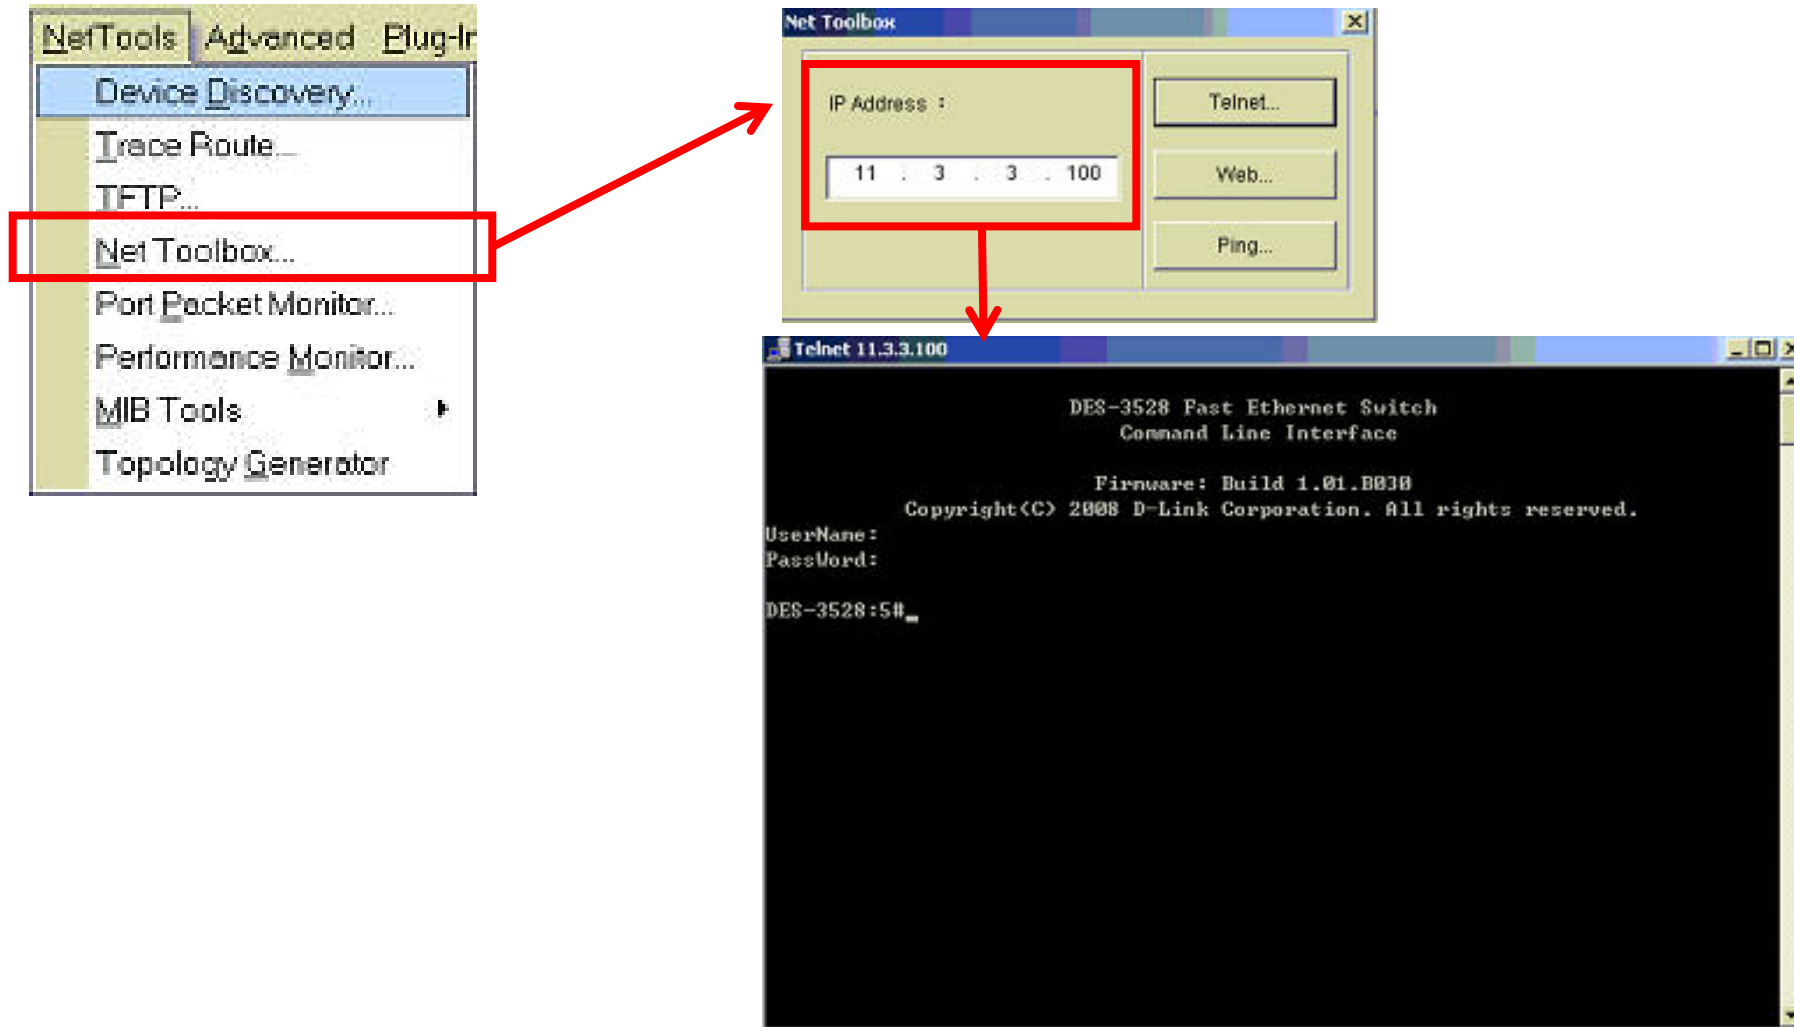 NetTools Advanced Plug-In
Device Discovery...
Trace Route...
TFTP...
Net Toolbox...
Port Packet Monitor...
Performance Monitor...
MIB Tools
Topology Generator
Net Toolbox
IP Address :
11 . 3 . 3 . 100
Telnet...
Web...
Ping...
Telnet 11.3.3.100
DES-3528 Fast Ethernet Switch
Command Line Interface
Firmware: Build 1.01.B030
Copyright(C) 2008 D-Link Corporation. All rights reserved.
UserName:
PassWord:
DES-3528:5#_